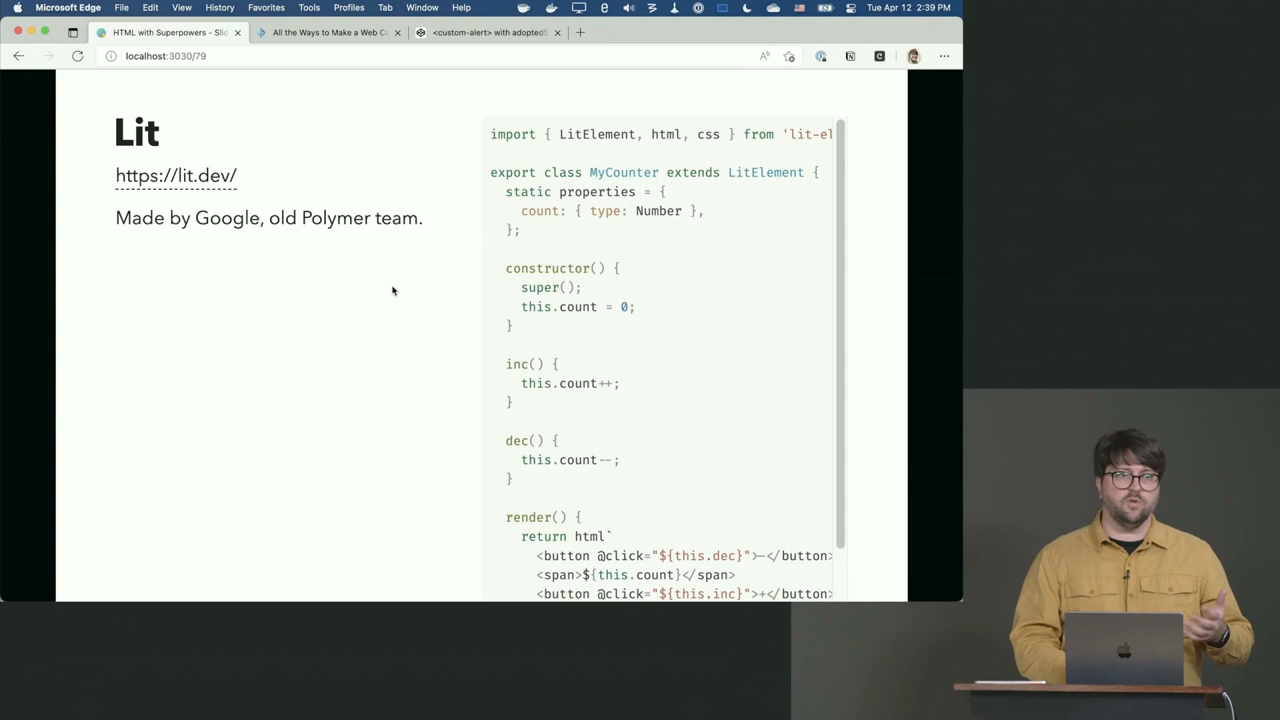 Microsoft Edge File Edit View History Favorites Tools Profiles Tab Window Help Tue Apr 12 2:39 PM
HTML with Superpowers - Slid
All the Ways to Make a Web C
<custom-alert> with adopted
localhost:3030/79
Lit
https://lit.dev/
Made by Google, old Polymer team.
import { LitElement, html, css } from 'lit-el
export class MyCounter extends LitElement {
static properties = {
count: { type: Number },
};
constructor() {
super();
this.count = 0;
}
inc() {
this.count++;
}
dec() {
this.count--;
}
render() {
return html`
<button @click="${this.dec}">-</button>
<span>${this.count}</span>
<button @click="${this.inc}">+</button>